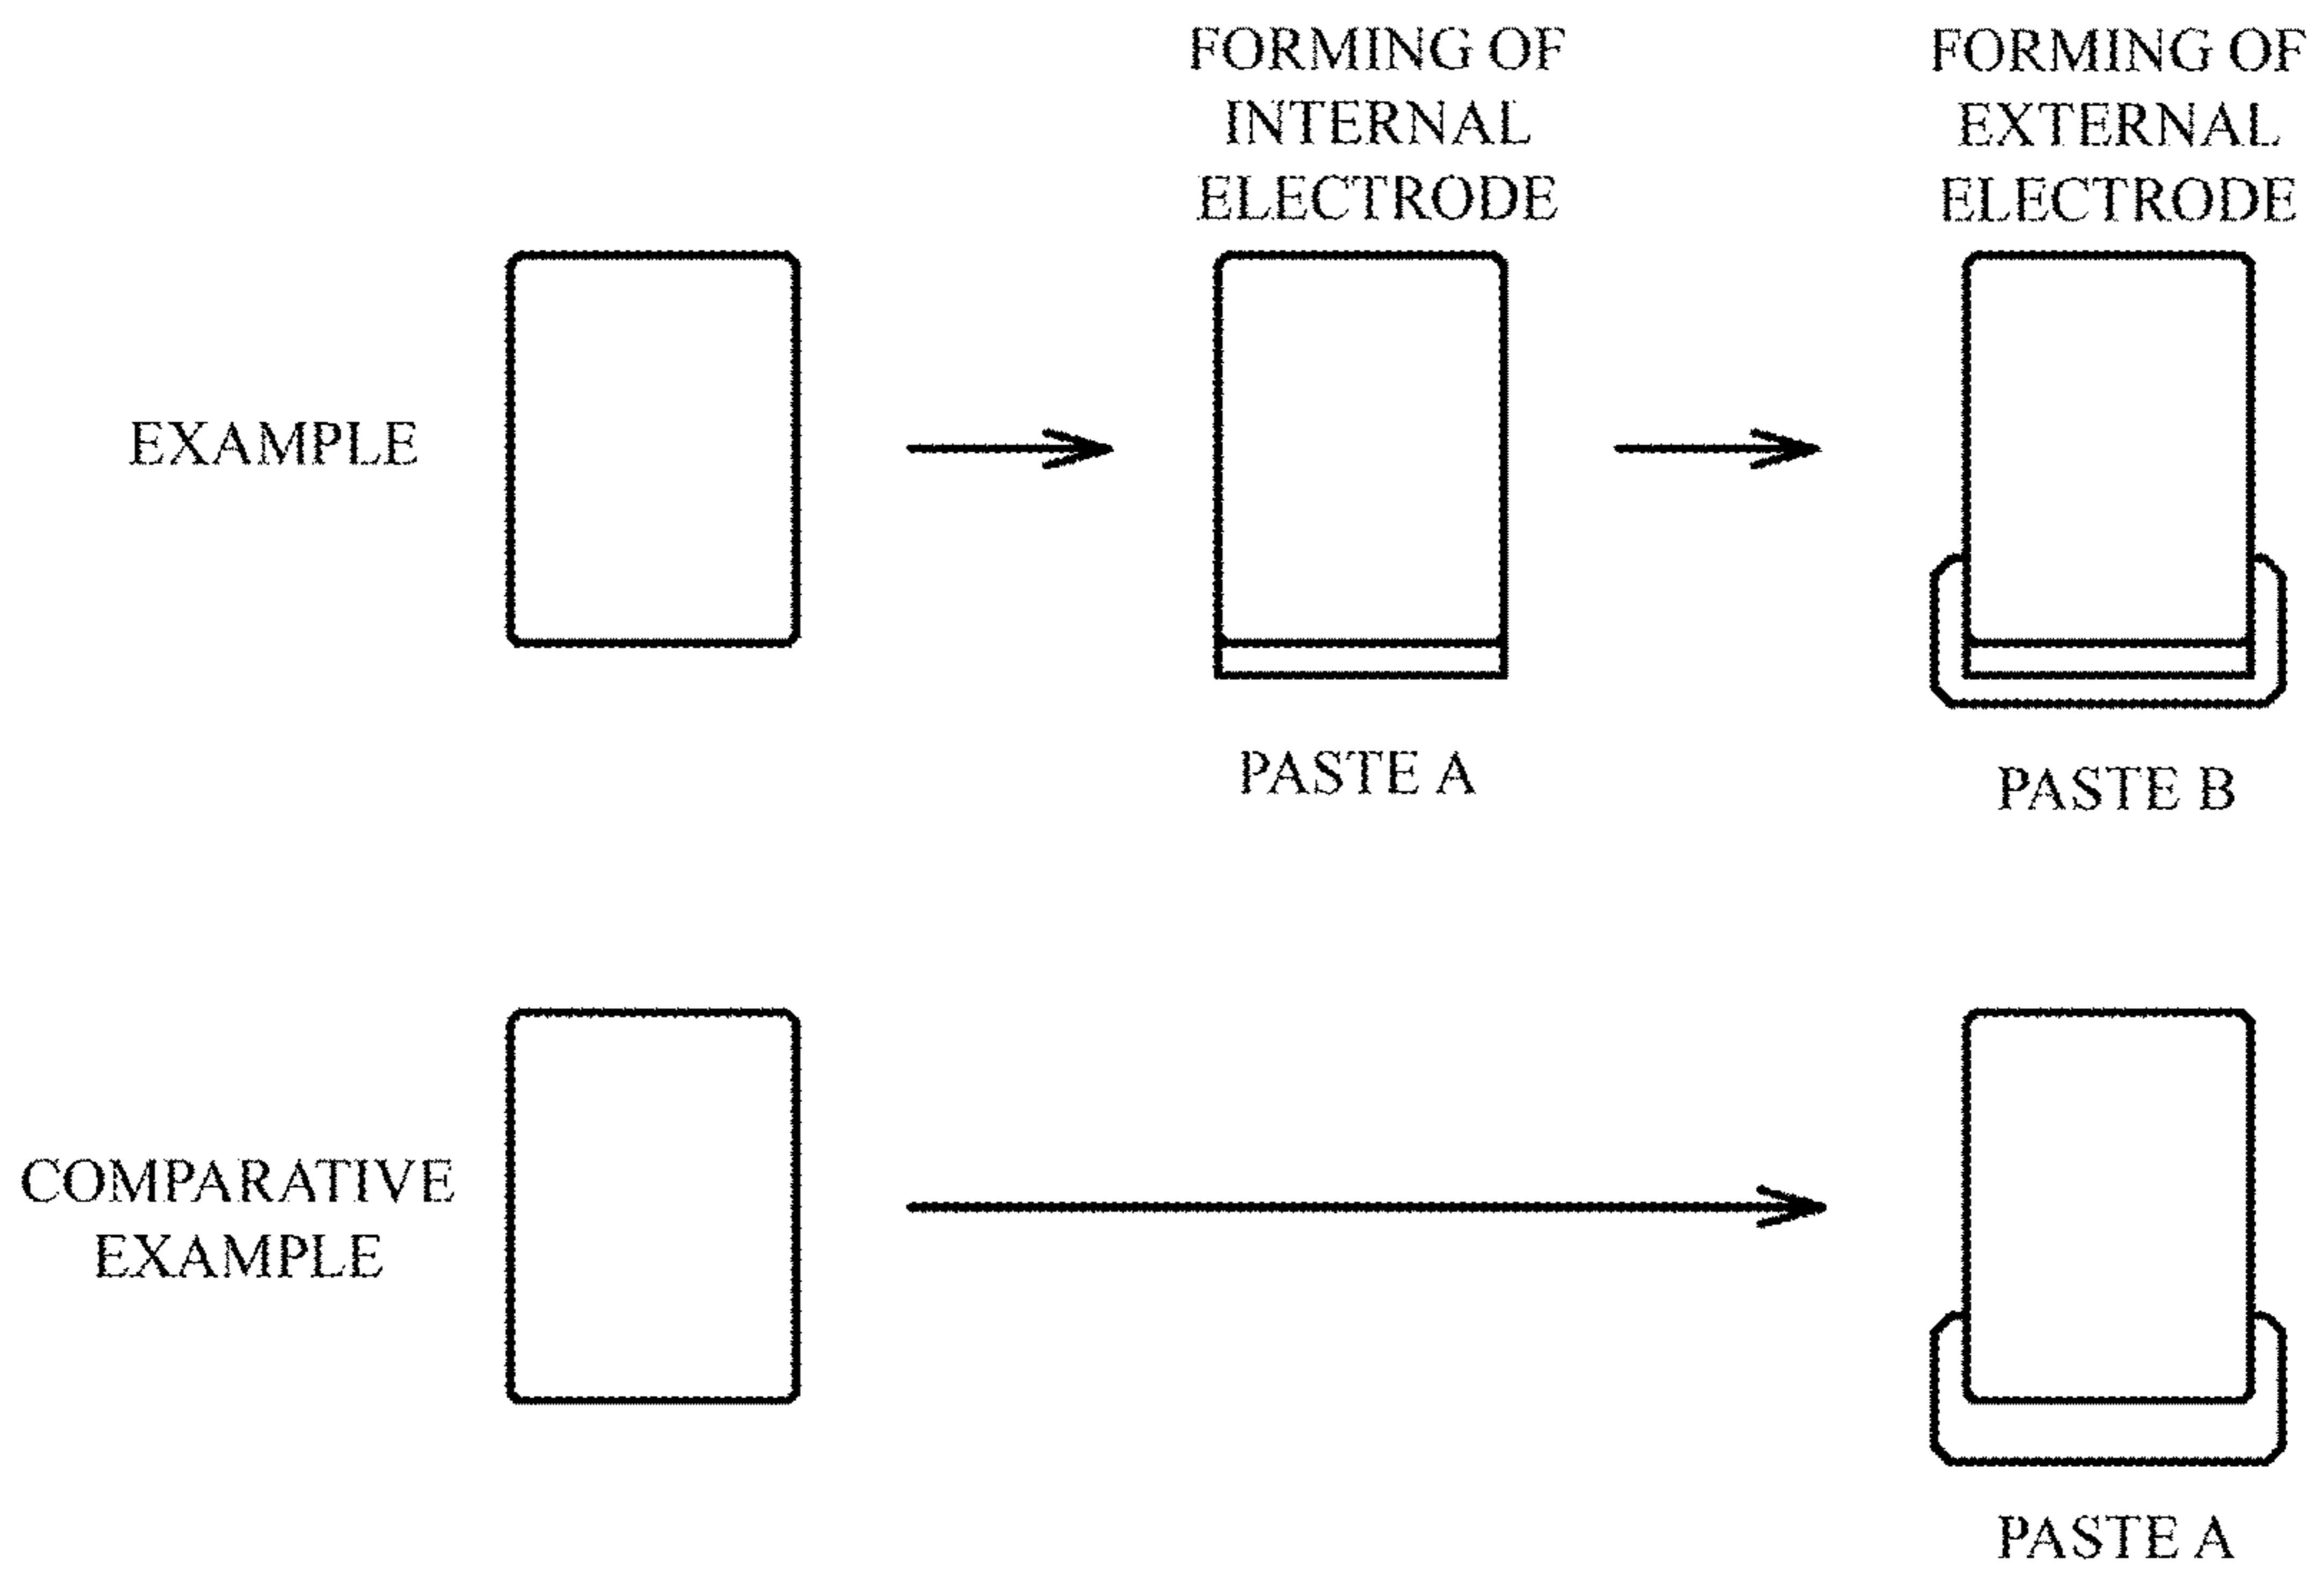 FORMING OF
INTERNAL
ELECTRODE
FORMING OF
EXTERNAL
ELECTRODE
EXAMPLE
PASTE A
PASTE B
COMPARATIVE
EXAMPLE
PASTE A